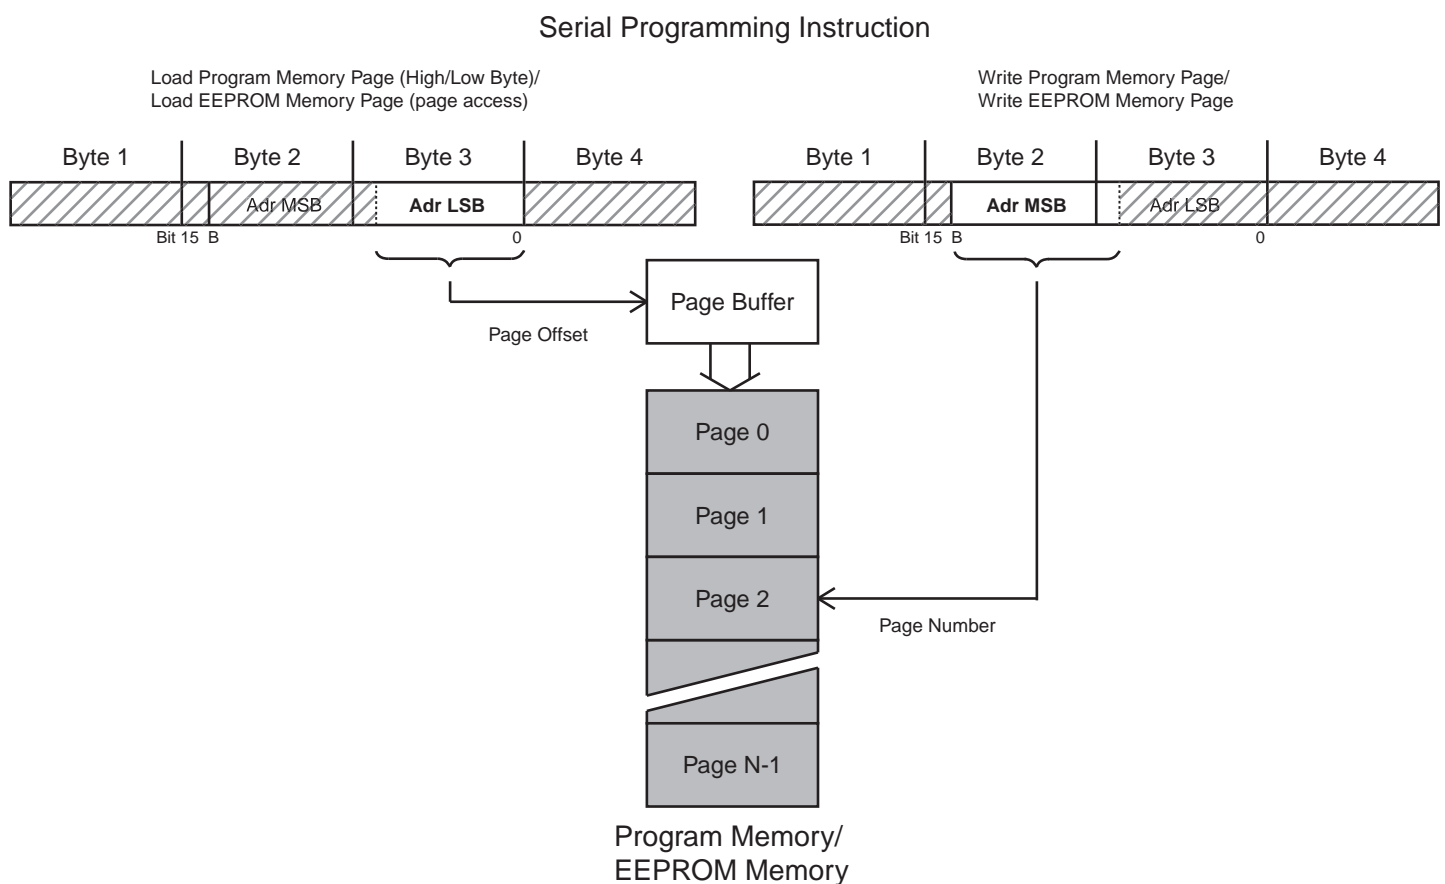 Serial Programming Instruction
Load Program Memory Page (High/Low Byte)/
Load EEPROM Memory Page (page access)
Write Program Memory Page/
Write EEPROM Memory Page
Byte 1 Byte 2 Byte 3 Byte 4
Byte 1 Byte 2 Byte 3 Byte 4
Adr MSB Adr LSB
Adr MSB Adr LSB
Bit 15 B 0
Bit 15 B 0
Page Buffer
Page Offset
Page 0
Page 1
Page 2
Page Number
Page N-1
Program Memory/
EEPROM Memory